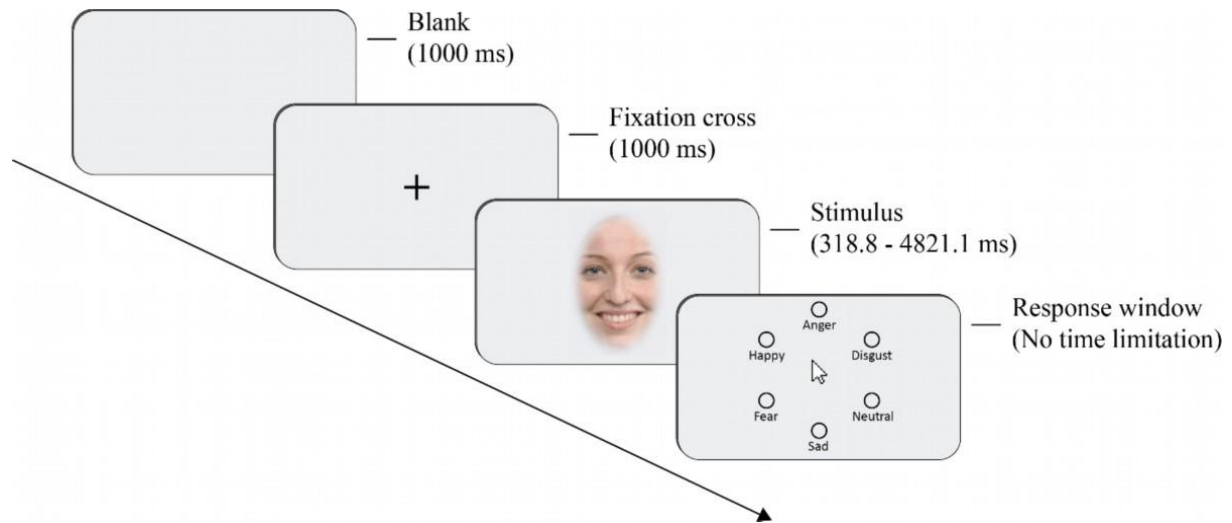 Blank
(1000 ms)
Fixation cross
(1000 ms)
Stimulus
(318.8 - 4821.1 ms)
Response window
(No time limitation)
Anger
Happy
Disgust
Fear
Neutral
Sad